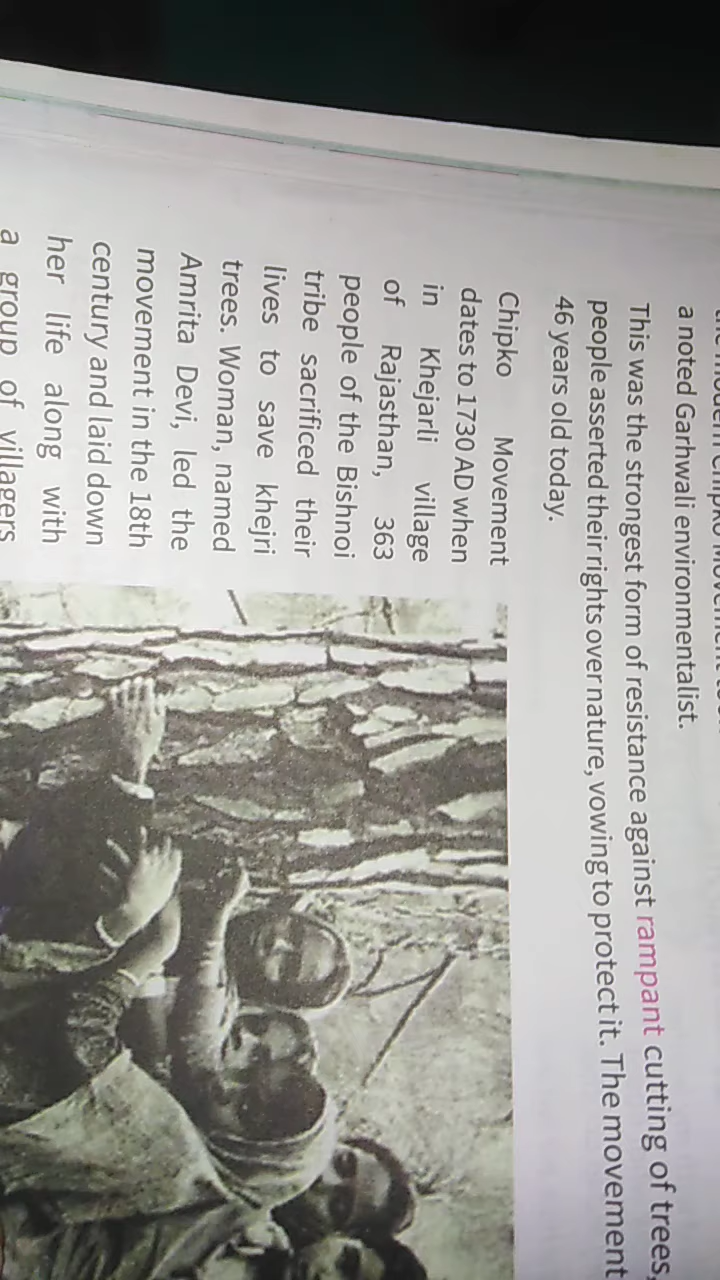 a noted Garhwali environmentalist.
This was the strongest form of resistance against rampant cutting of trees,
people asserted their rights over nature, vowing to protect it. The movement
46 years old today.
Chipko Movement
dates to 1730 AD when
in Khejarli village
of Rajasthan, 363
people of the Bishnoi
tribe sacrificed their
lives to save khejri
trees. Woman, named
Amrita Devi, led the
movement in the 18th
century and laid down
her life along with
a group of villagers